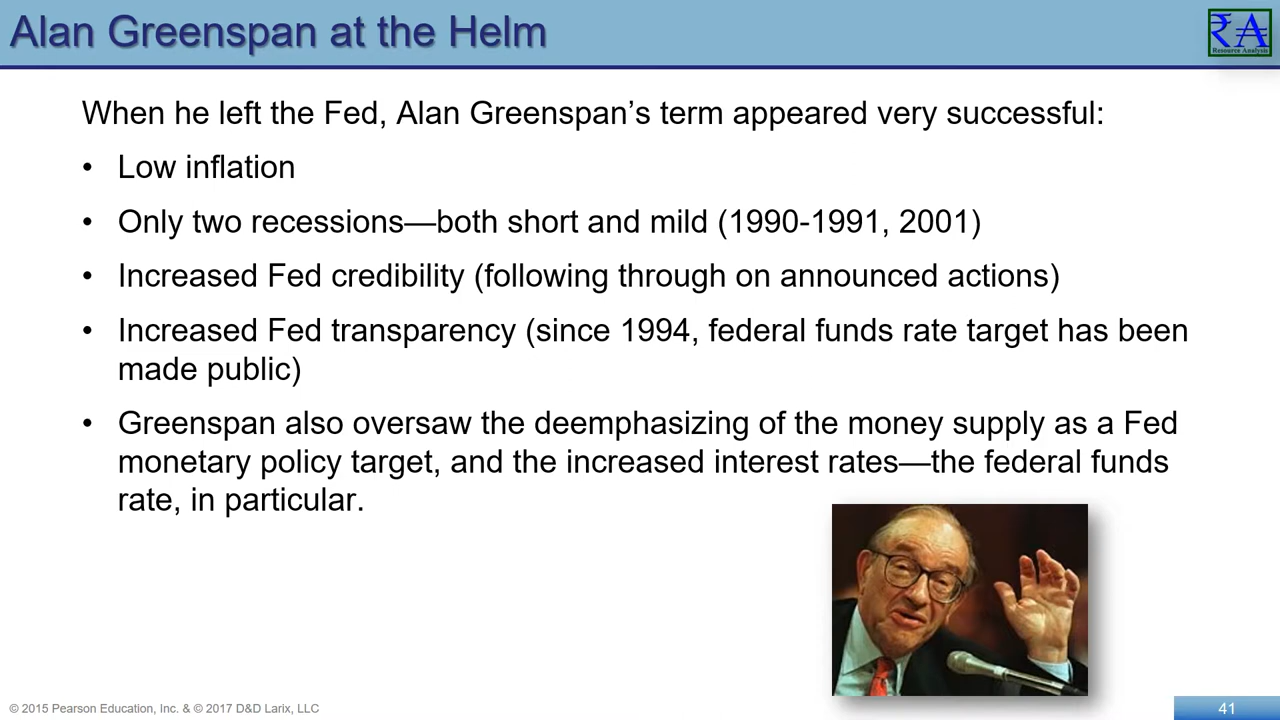 Alan Greenspan at the Helm
₹A
Resource Analysis
When he left the Fed, Alan Greenspan’s term appeared very successful:
• Low inflation
• Only two recessions—both short and mild (1990-1991, 2001)
• Increased Fed credibility (following through on announced actions)
• Increased Fed transparency (since 1994, federal funds rate target has been
made public)
• Greenspan also oversaw the deemphasizing of the money supply as a Fed
monetary policy target, and the increased interest rates—the federal funds
rate, in particular.
© 2015 Pearson Education, Inc. & © 2017 D&D Larix, LLC
41